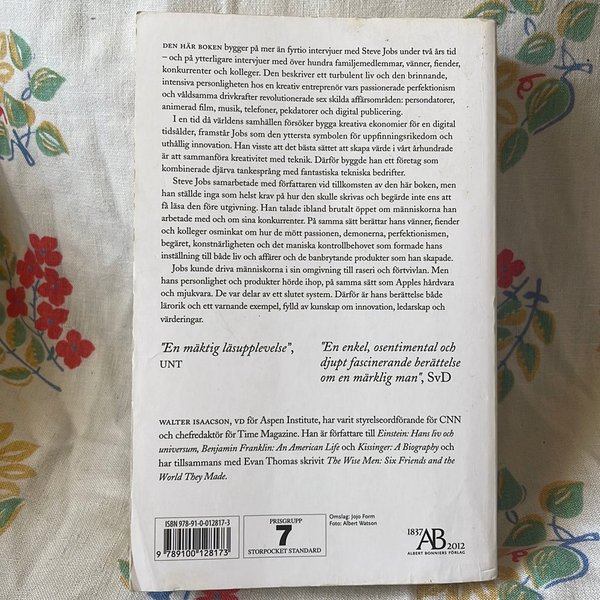 DEN HÄR BOKEN bygger på mer än fyrtio intervjuer med Steve Jobs under två års tid
– och på ytterligare intervjuer med över hundra familjemedlemmar, vänner, fiender,
konkurrenter och kolleger. Den beskriver ett turbulent liv och den brinnande,
intensiva personligheten hos en kreativ entreprenör vars passionerade perfektionism
och våldsamma drivkrafter revolutionerade sex skilda affärsområden: persondatorer,
animerad film, musik, telefoner, pekdatorer och digital publicering.
I en tid då världens samhällen försöker bygga kreativa ekonomier för en digital
tidsålder, framstår Jobs som den yttersta symbolen för uppfinningsrikedom och
uthållig innovation. Han visste att det bästa sättet att skapa värde i vårt århundrade
är att sammanföra kreativitet med teknik. Därför byggde han ett företag som
kombinerade djärva tankesprång med fantastiska tekniska bedrifter.
Steve Jobs samarbetade med författaren vid tillkomsten av den här boken, men
han ställde inga som helst krav på hur den skulle skrivas och begärde inte ens att
få läsa den före utgivning. Han talade ibland brutalt öppet om människorna han
arbetade med och om sina konkurrenter. På samma sätt berättar hans vänner, fiender
och kolleger osminkat om hur de mött passionen, demonerna, perfektionismen,
begäret, konstnärligheten och det maniska kontrollbehovet som formade hans
inställning till både liv och affärer och de banbrytande produkter som han skapade.
Jobs kunde driva människorna i sin omgivning till raseri och förtvivlan. Men
hans personlighet och produkter hörde ihop, på samma sätt som Apples hårdvara
och mjukvara. De var delar av ett slutet system. Därför är hans berättelse både
lärorik och ett varnande exempel, fylld av kunskap om innovation, ledarskap och
värderingar.
"En mäktig läsupplevelse",
UNT
"En enkel, osentimental och
djupt fascinerande berättelse
om en märklig man", SvD
WALTER ISAACSON, VD för Aspen Institute, har varit styrelseordförande för CNN
och chefredaktör för Time Magazine. Han är författare till Einstein: Hans liv och
universum, Benjamin Franklin: An American Life och Kissinger: A Biography och
har tillsammans med Evan Thomas skrivit The Wise Men: Six Friends and the
World They Made.
ISBN 978-91-0-012817-3
9 789100 128173
PRISGRUPP
7
STORPOCKET STANDARD
Omslag: Jojo Form
Foto: Albert Watson
1837 AB 2012
ALBERT BONNIERS FÖRLAG